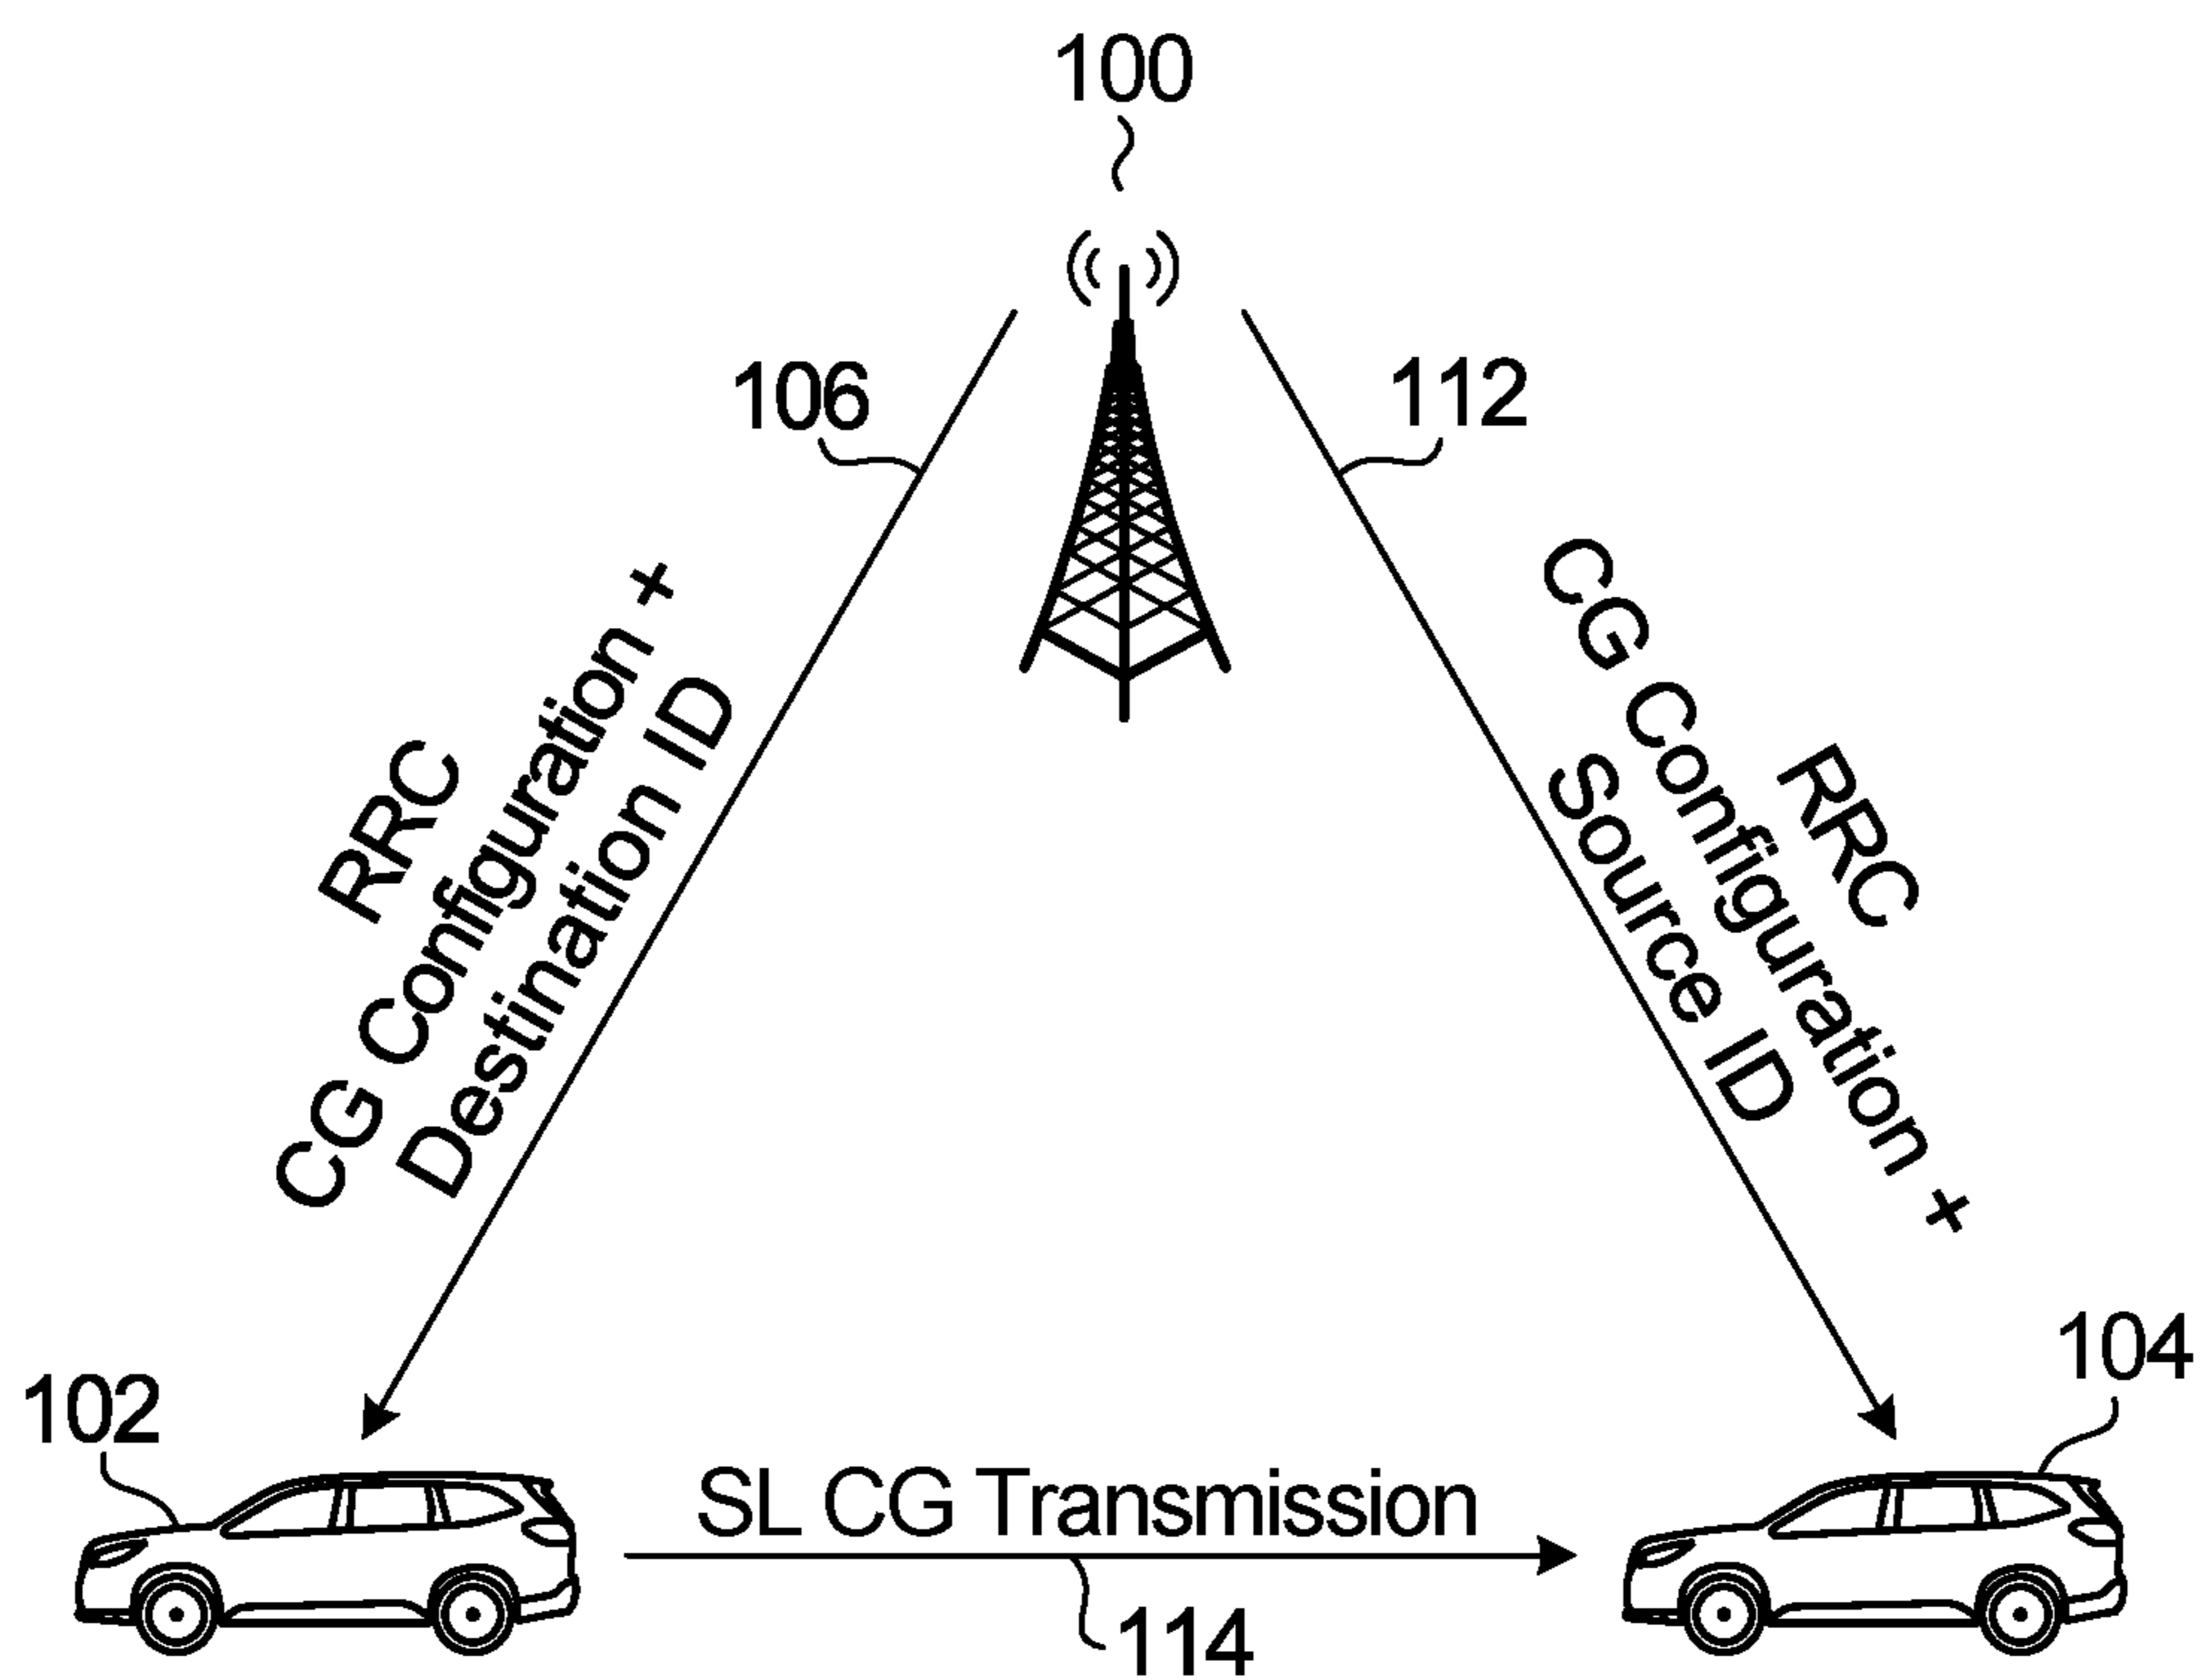 100
106
112
RRC
CG Configuration +
Destination ID
RRC
CG Configuration +
Source ID
102
104
SL CG Transmission
114